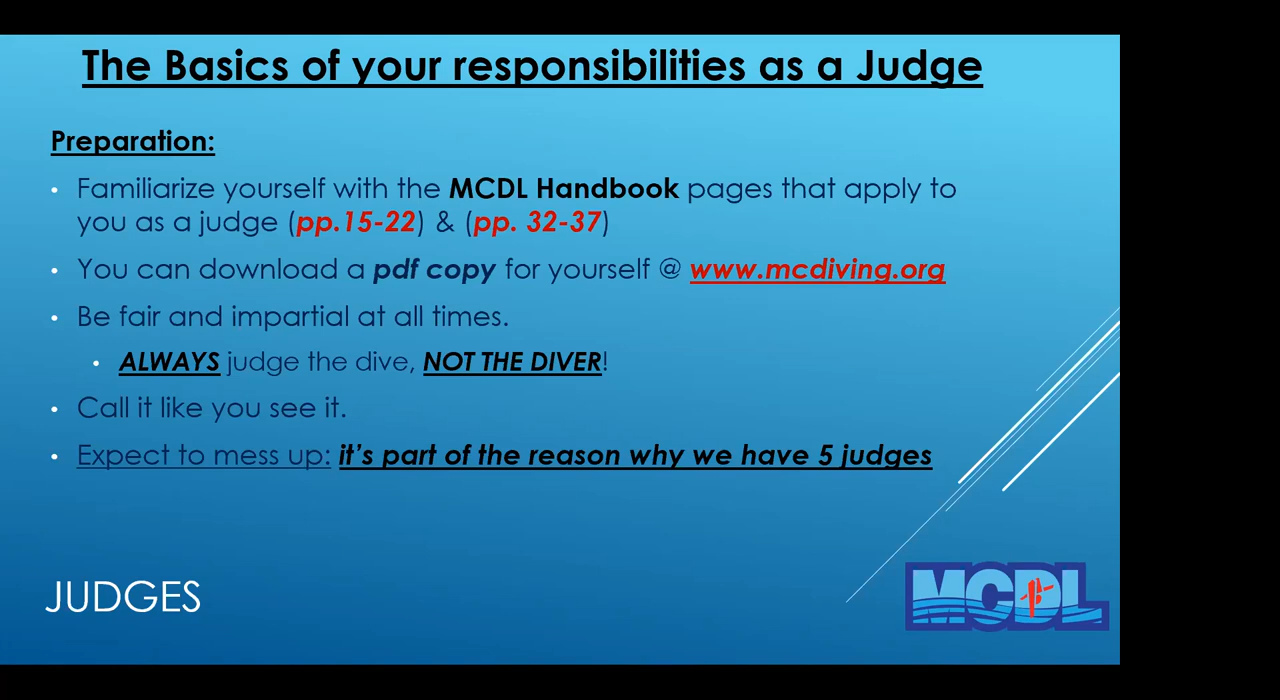 The Basics of your responsibilities as a Judge
Preparation:
• Familiarize yourself with the MCDL Handbook pages that apply to
you as a judge (pp.15-22) & (pp. 32-37)
• You can download a pdf copy for yourself @ www.mcdiving.org
• Be fair and impartial at all times.
• ALWAYS judge the dive, NOT THE DIVER!
• Call it like you see it.
• Expect to mess up: it's part of the reason why we have 5 judges
JUDGES
MCDL